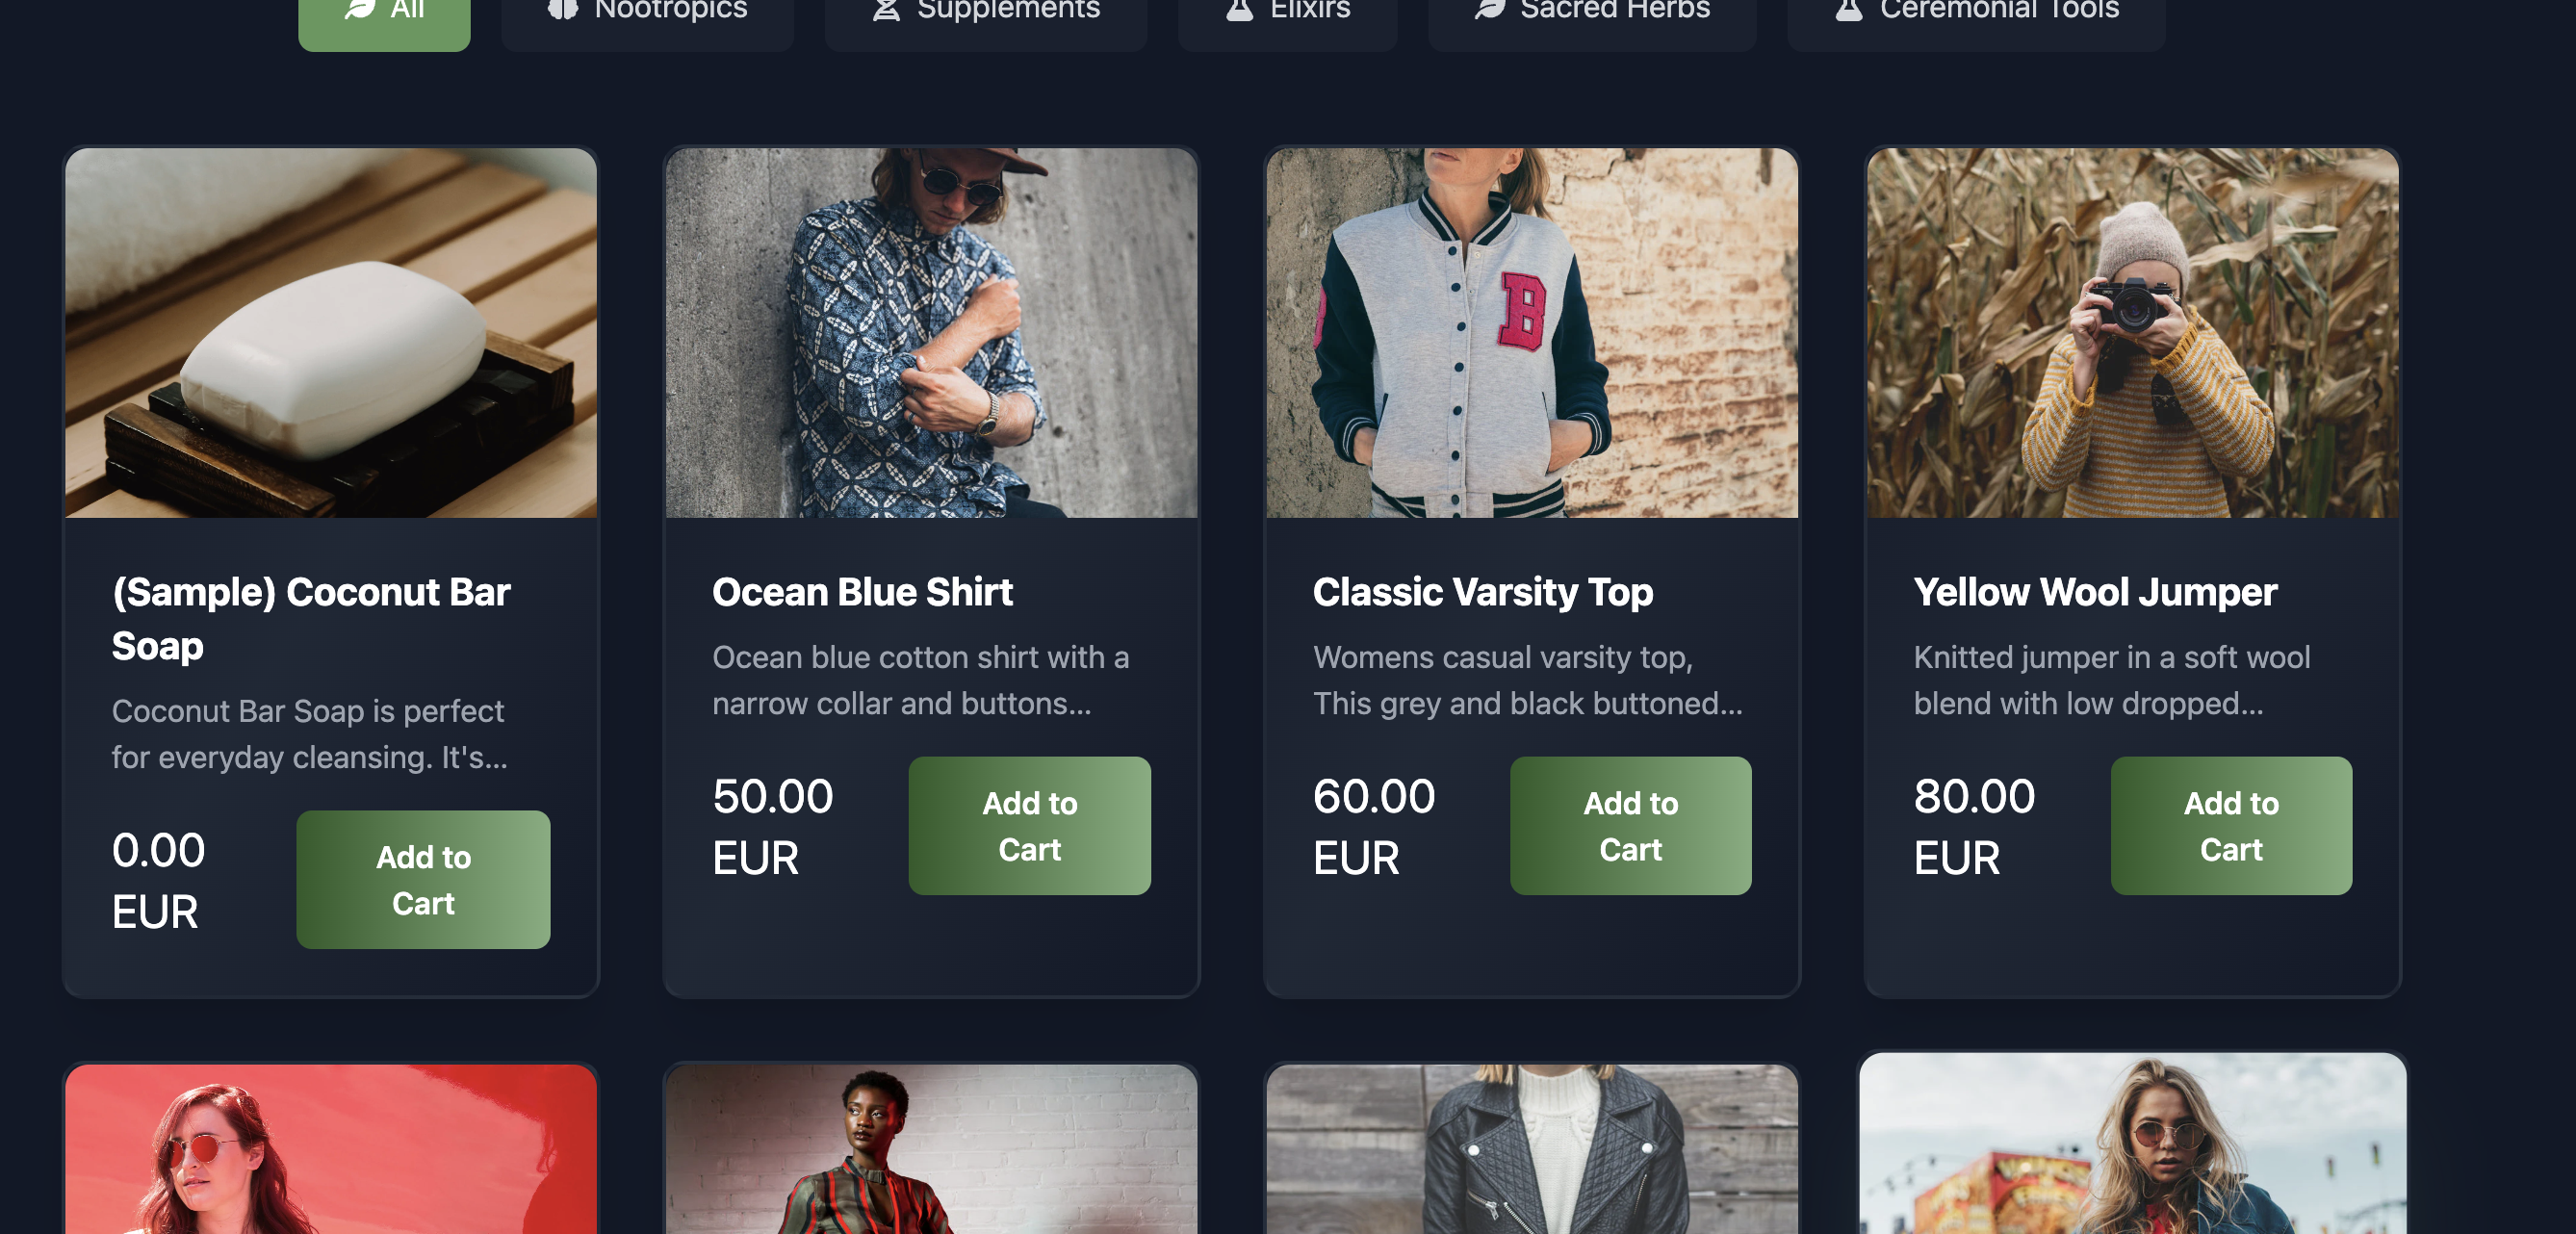 All Nootropics Supplements Elixirs Sacred Herbs Ceremonial Tools
B
(Sample) Coconut Bar
Soap
Coconut Bar Soap is perfect
for everyday cleansing. It's...
0.00
EUR
Add to
Cart
Ocean Blue Shirt
Ocean blue cotton shirt with a
narrow collar and buttons...
50.00
EUR
Add to
Cart
Classic Varsity Top
Womens casual varsity top,
This grey and black buttoned...
60.00
EUR
Add to
Cart
Yellow Wool Jumper
Knitted jumper in a soft wool
blend with low dropped...
80.00
EUR
Add to
Cart